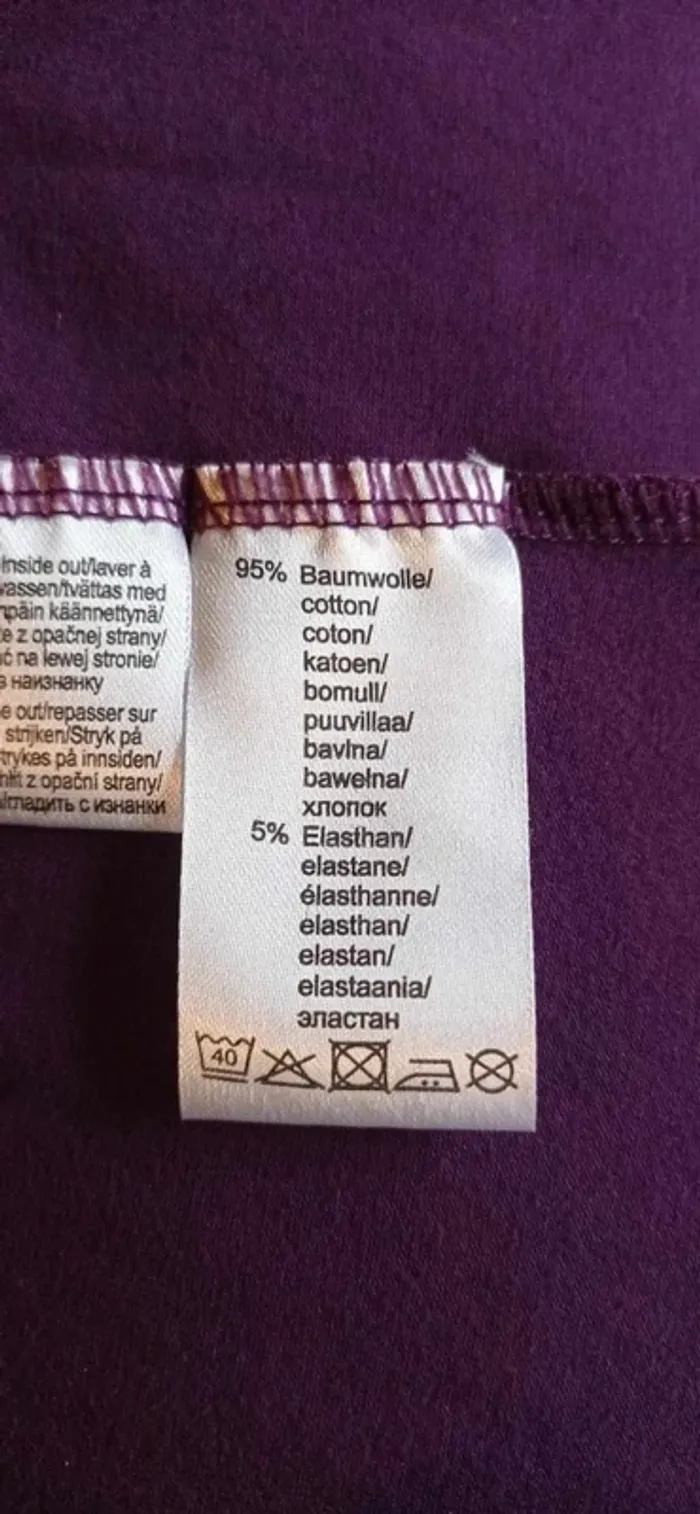 inside out/laver à
wassen/tvättas med
käännettynä/
z opačnej strany/
na lewej stronie/
наизнанку
out/repasser sur
strijken/Stryk på
strykes på innsiden/
z opační strany/
гладить с изнанки
95% Baumwolle/
cotton/
coton/
katoen/
bomull/
puuvillaa/
bavlna/
bawełna/
хлопок
5% Elasthan/
elastane/
élasthanne/
elasthan/
elastan/
elastaania/
эластан
40